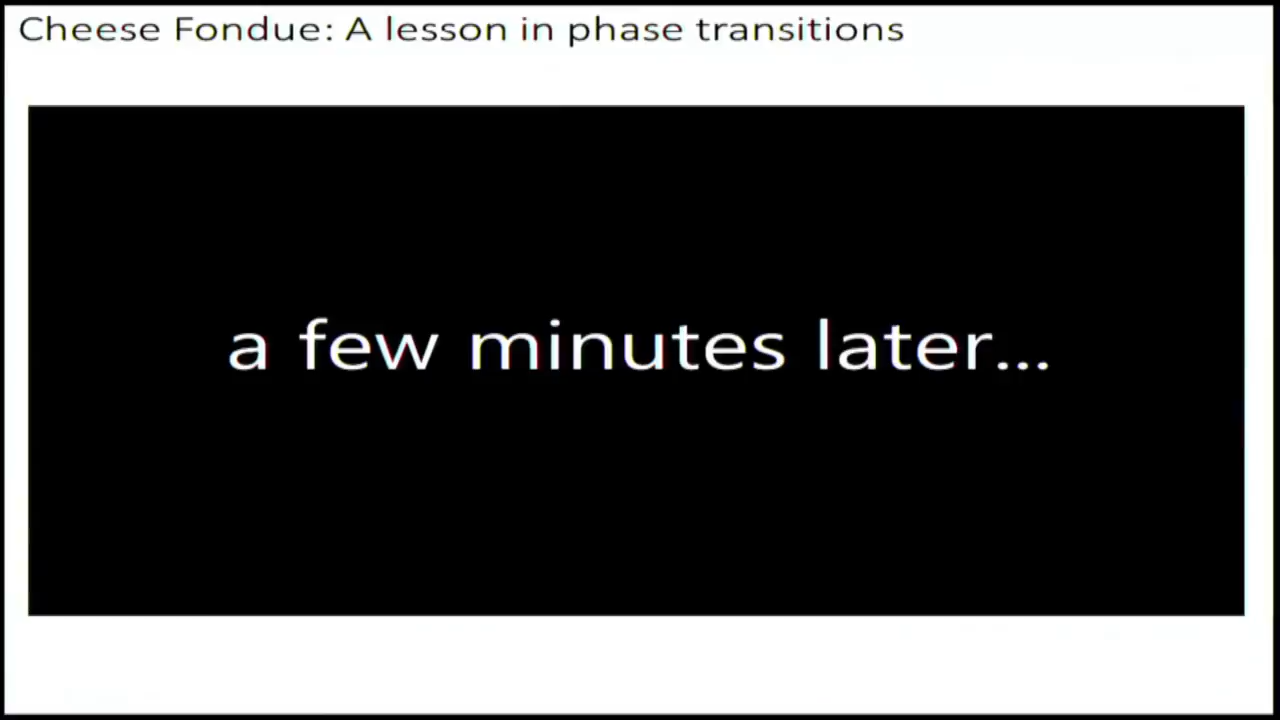 Cheese Fondue: A lesson in phase transitions
a few minutes later...